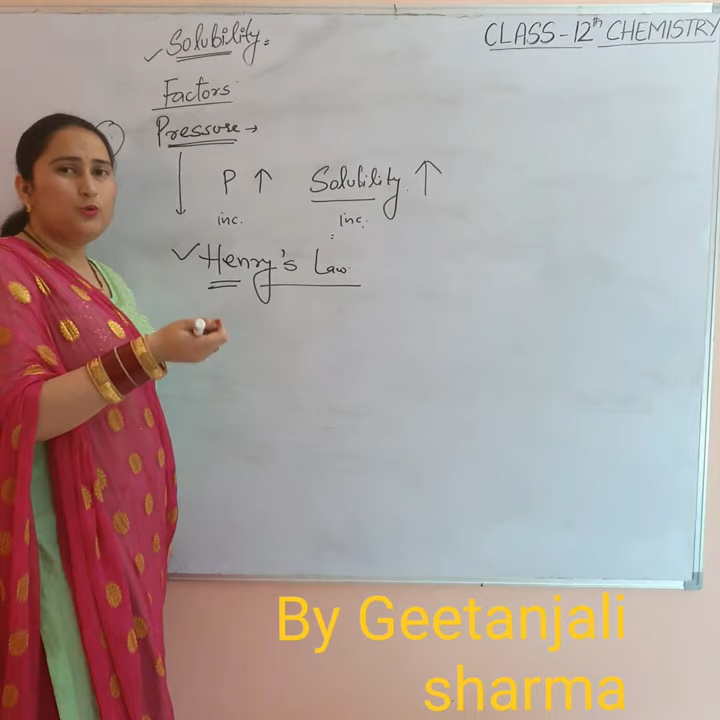 ✓ Solubility.
CLASS - 12th CHEMISTRY
Factors
Pressure →
P ↑ Solubility ↑
inc. inc.
✓ Henry's Law
By Geetanjali
sharma